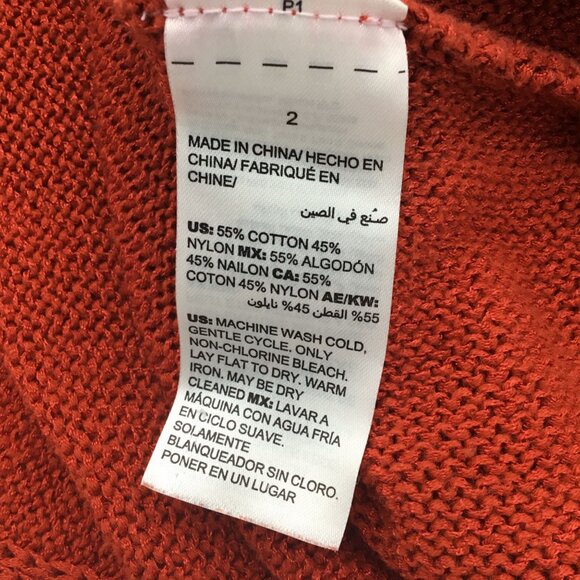 P1
2
MADE IN CHINA/ HECHO EN
CHINA/ FABRIQUÉ EN
CHINE/
صُنع في الصين
US: 55% COTTON 45%
NYLON MX: 55% ALGODÓN
45% NAILON CA: 55%
COTON 45% NYLON AE/KW:
55% القطن 45% نايلون
US: MACHINE WASH COLD,
GENTLE CYCLE. ONLY
NON-CHLORINE BLEACH.
LAY FLAT TO DRY. WARM
IRON. MAY BE DRY
CLEANED MX: LAVAR A
MÁQUINA CON AGUA FRÍA
EN CICLO SUAVE.
SOLAMENTE
BLANQUEADOR SIN CLORO.
PONER EN UN LUGAR